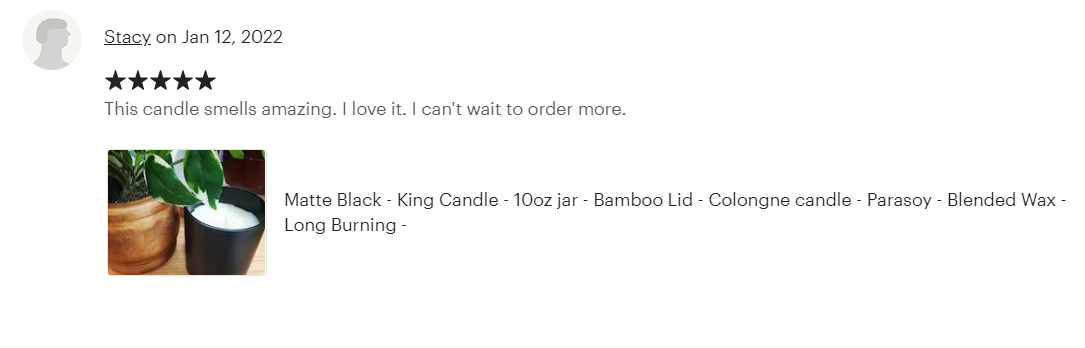 Stacy on Jan 12, 2022
This candle smells amazing. I love it. I can't wait to order more.
Matte Black - King Candle - 10oz jar - Bamboo Lid - Colongne candle - Parasoy - Blended Wax -
Long Burning -